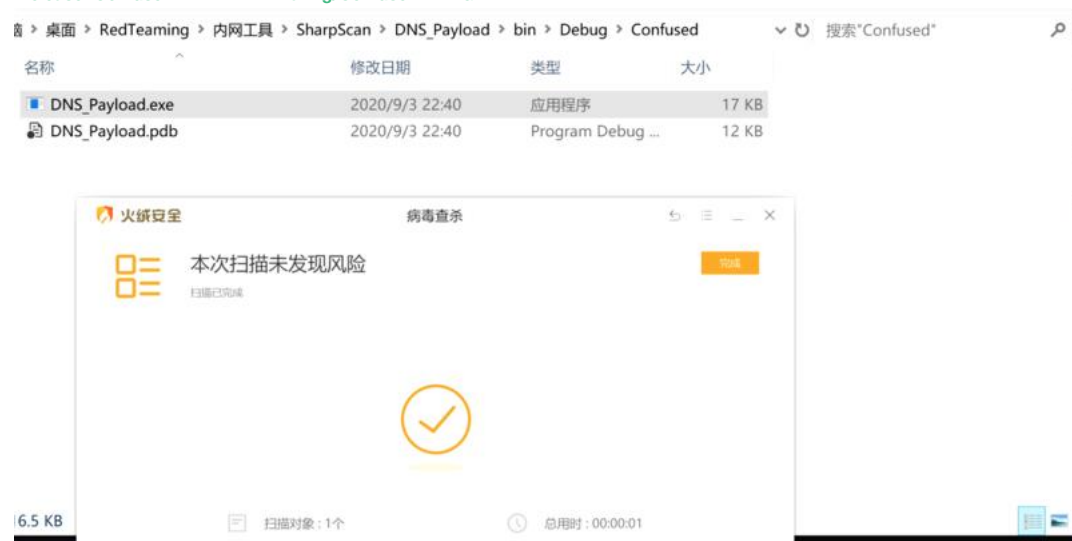 桌面 > RedTeaming > 内网工具 > SharpScan > DNS_Payload > bin > Debug > Confused 搜索"Confused"
名称 修改日期 类型 大小
DNS_Payload.exe 2020/9/3 22:40 应用程序 17 KB
DNS_Payload.pdb 2020/9/3 22:40 Program Debug ... 12 KB
火绒安全 病毒查杀
本次扫描未发现风险 完成
扫描已完成
6.5 KB 扫描对象：1个 总用时：00:00:01